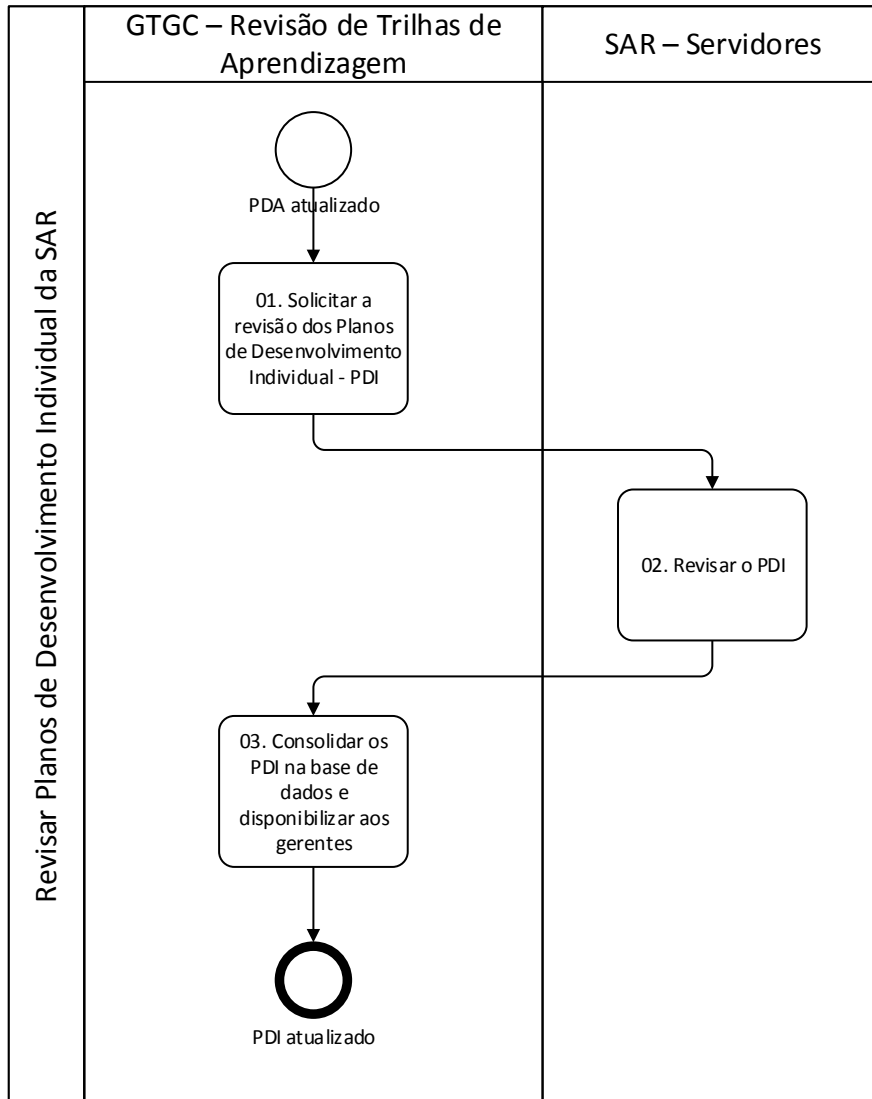 GTGC – Revisão de Trilhas de
Aprendizagem
SAR – Servidores
Revisar Planos de Desenvolvimento Individual da SAR
PDA atualizado
01. Solicitar a
revisão dos Planos
de Desenvolvimento
Individual - PDI
02. Revisar o PDI
03. Consolidar os
PDI na base de
dados e
disponibilizar aos
gerentes
PDI atualizado